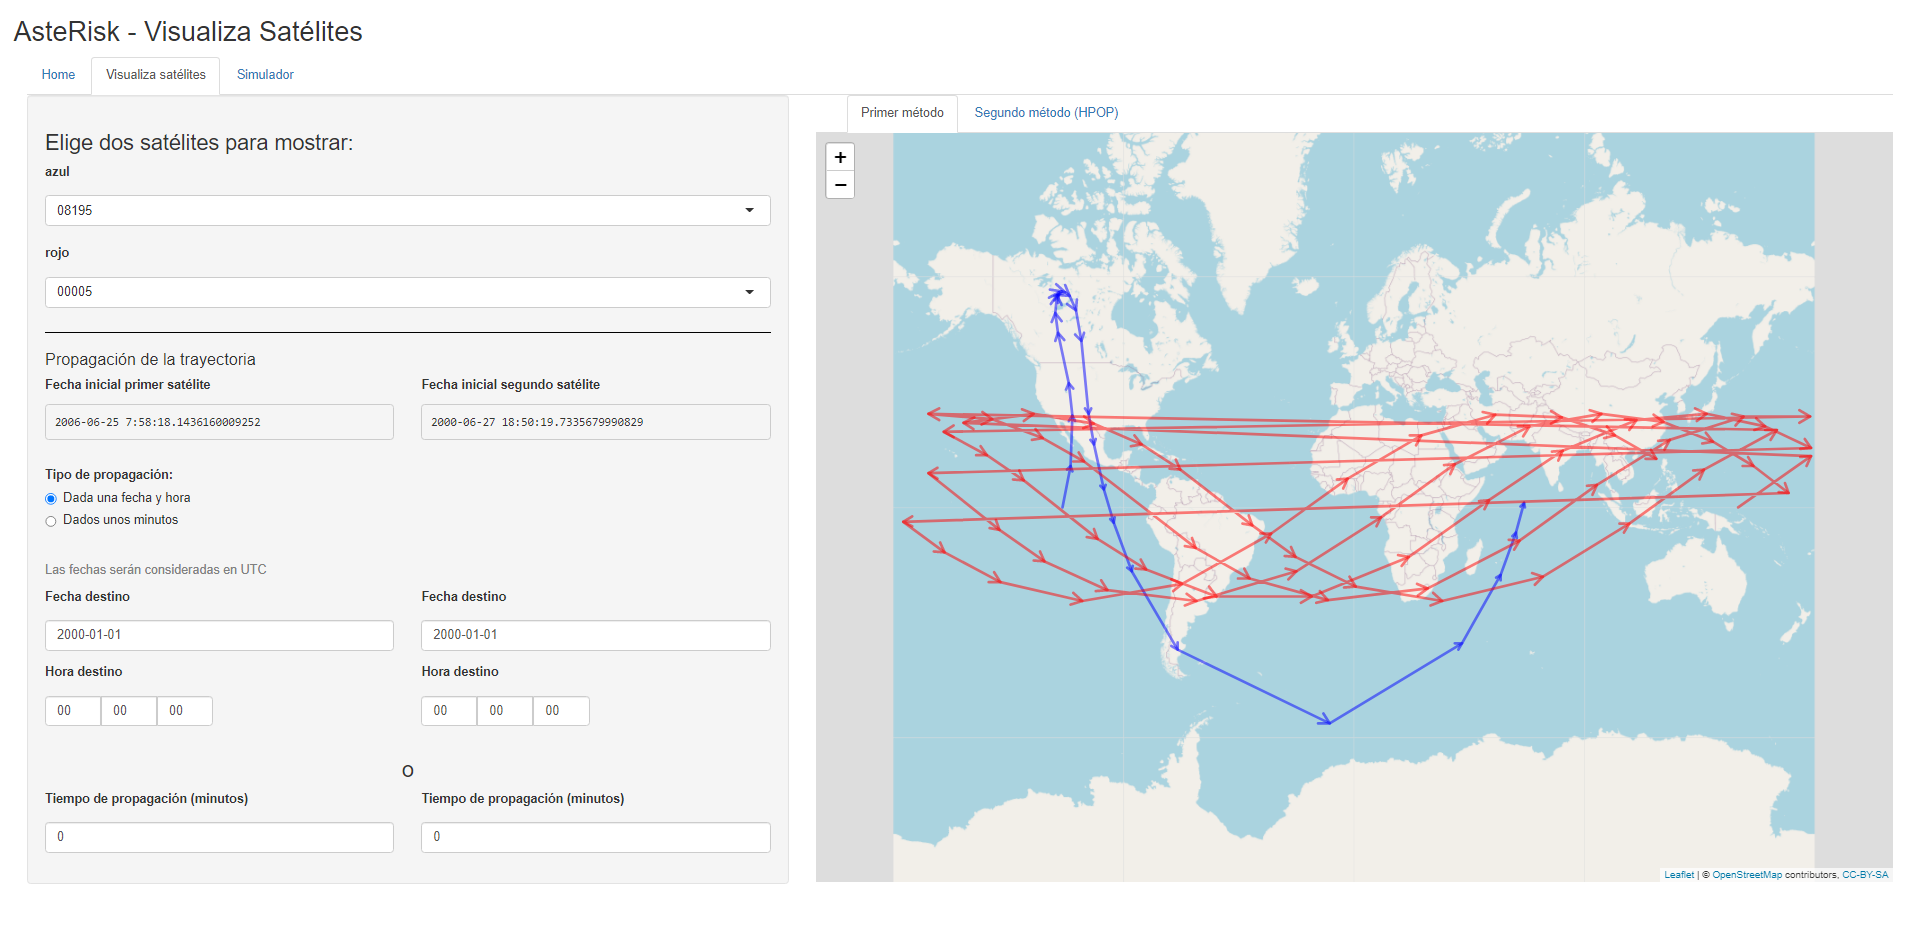 AsteRisk - Visualiza Satélites
Home Visualiza satélites Simulador
Elige dos satélites para mostrar:
azul
08195
rojo
00005
Propagación de la trayectoria
Fecha inicial primer satélite Fecha inicial segundo satélite
2006-06-25 7:58:18.1436160009252 2000-06-27 18:50:19.7335679990829
Tipo de propagación:
Dada una fecha y hora
Dados unos minutos
Las fechas serán consideradas en UTC
Fecha destino Fecha destino
2000-01-01 2000-01-01
Hora destino Hora destino
00 00 00 00 00 00
O
Tiempo de propagación (minutos) Tiempo de propagación (minutos)
0 0
Primer método Segundo método (HPOP)
+
−
Leaflet | © OpenStreetMap contributors, CC-BY-SA